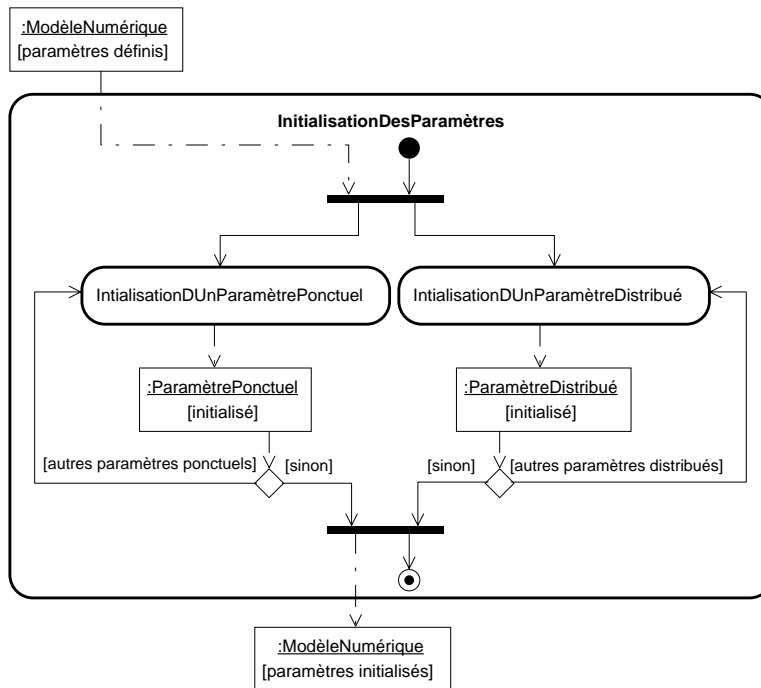 :ModèleNumérique
[paramètres définis]
InitialisationDesParamètres
IntialisationDUnParamètrePonctuel
IntialisationDUnParamètreDistribué
:ParamètrePonctuel
[initialisé]
:ParamètreDistribué
[initialisé]
[autres paramètres ponctuels]
[sinon]
[sinon]
[autres paramètres distribués]
:ModèleNumérique
[paramètres initialisés]